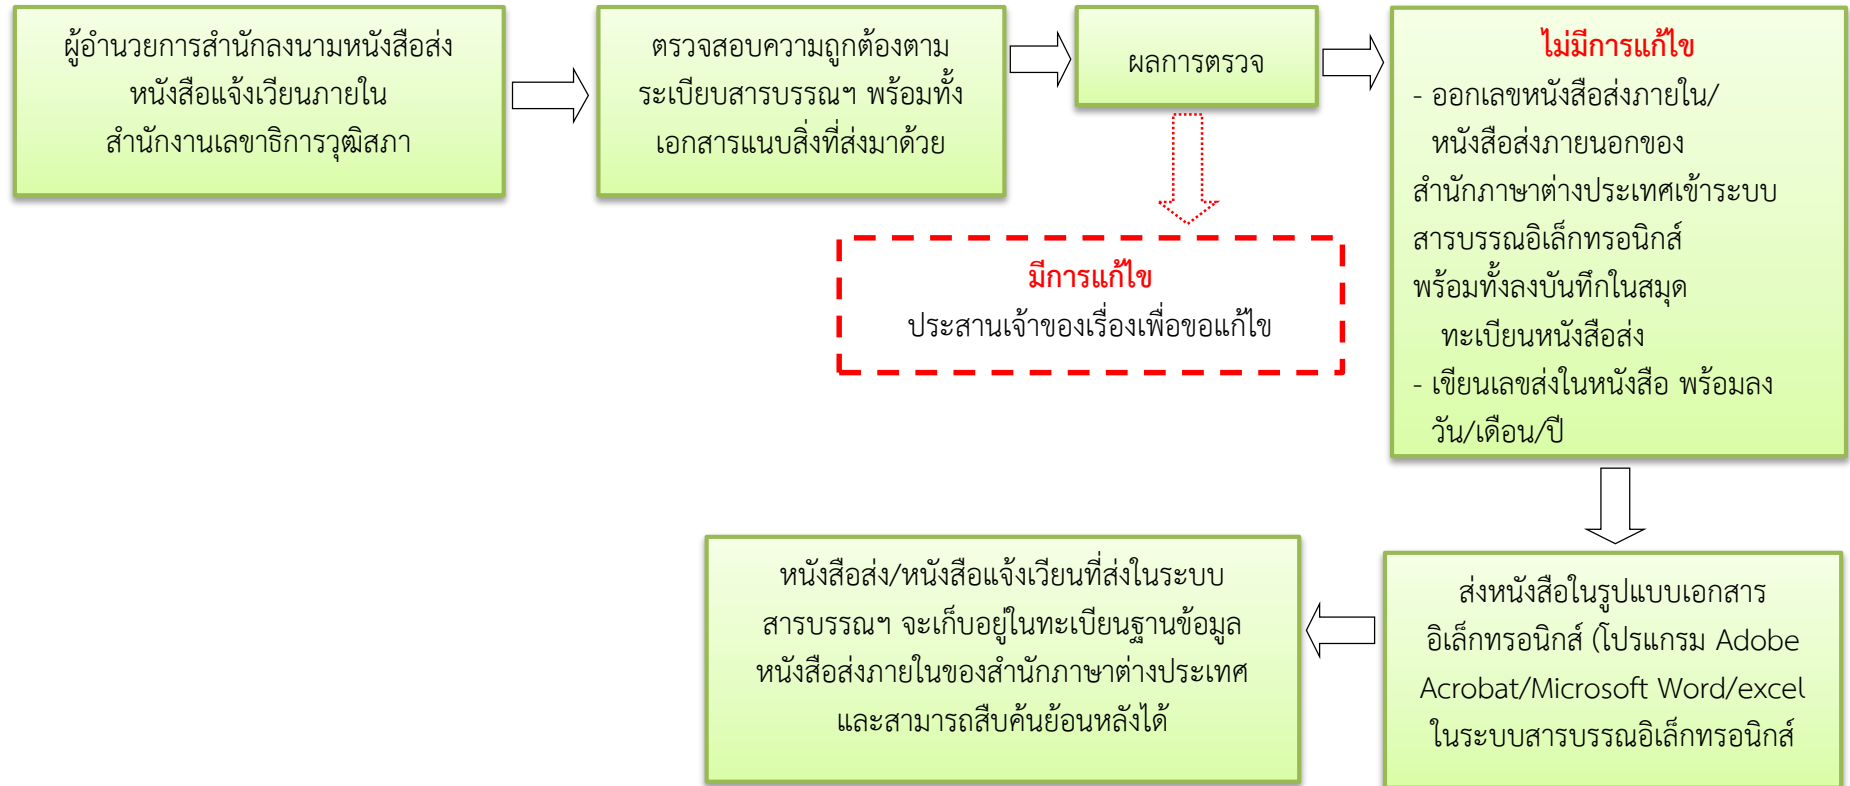 ผู้อำนวยการสำนักลงนามหนังสือส่ง
หนังสือแจ้งเวียนภายใน
สำนักงานเลขาธิการวุฒิสภา
ตรวจสอบความถูกต้องตาม
ระเบียบสารบรรณฯ พร้อมทั้ง
เอกสารแนบสิ่งที่ส่งมาด้วย
ผลการตรวจ
ไม่มีการแก้ไข
- ออกเลขหนังสือส่งภายใน/
หนังสือส่งภายนอกของ
สำนักภาษาต่างประเทศเข้าระบบ
สารบรรณอิเล็กทรอนิกส์
พร้อมทั้งลงบันทึกในสมุด
ทะเบียนหนังสือส่ง
- เขียนเลขส่งในหนังสือ พร้อมลง
วัน/เดือน/ปี
มีการแก้ไข
ประสานเจ้าของเรื่องเพื่อขอแก้ไข
ส่งหนังสือในรูปแบบเอกสาร
อิเล็กทรอนิกส์ (โปรแกรม Adobe
Acrobat/Microsoft Word/excel
ในระบบสารบรรณอิเล็กทรอนิกส์
หนังสือส่ง/หนังสือแจ้งเวียนที่ส่งในระบบ
สารบรรณฯ จะเก็บอยู่ในทะเบียนฐานข้อมูล
หนังสือส่งภายในของสำนักภาษาต่างประเทศ
และสามารถสืบค้นย้อนหลังได้